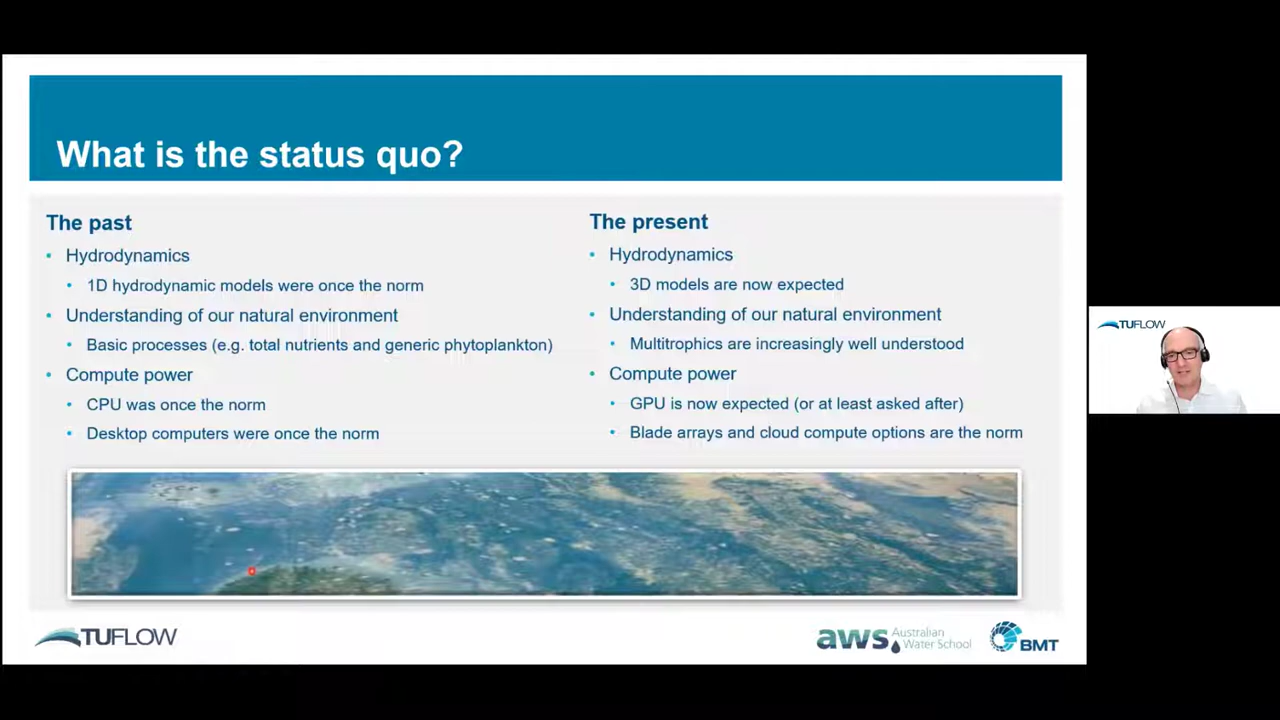 What is the status quo?
The past
• Hydrodynamics
• 1D hydrodynamic models were once the norm
• Understanding of our natural environment
• Basic processes (e.g. total nutrients and generic phytoplankton)
• Compute power
• CPU was once the norm
• Desktop computers were once the norm
The present
• Hydrodynamics
• 3D models are now expected
• Understanding of our natural environment
• Multitrophics are increasingly well understood
• Compute power
• GPU is now expected (or at least asked after)
• Blade arrays and cloud compute options are the norm
TUFLOW
TUFLOW
aws Australian
Water School
BMT